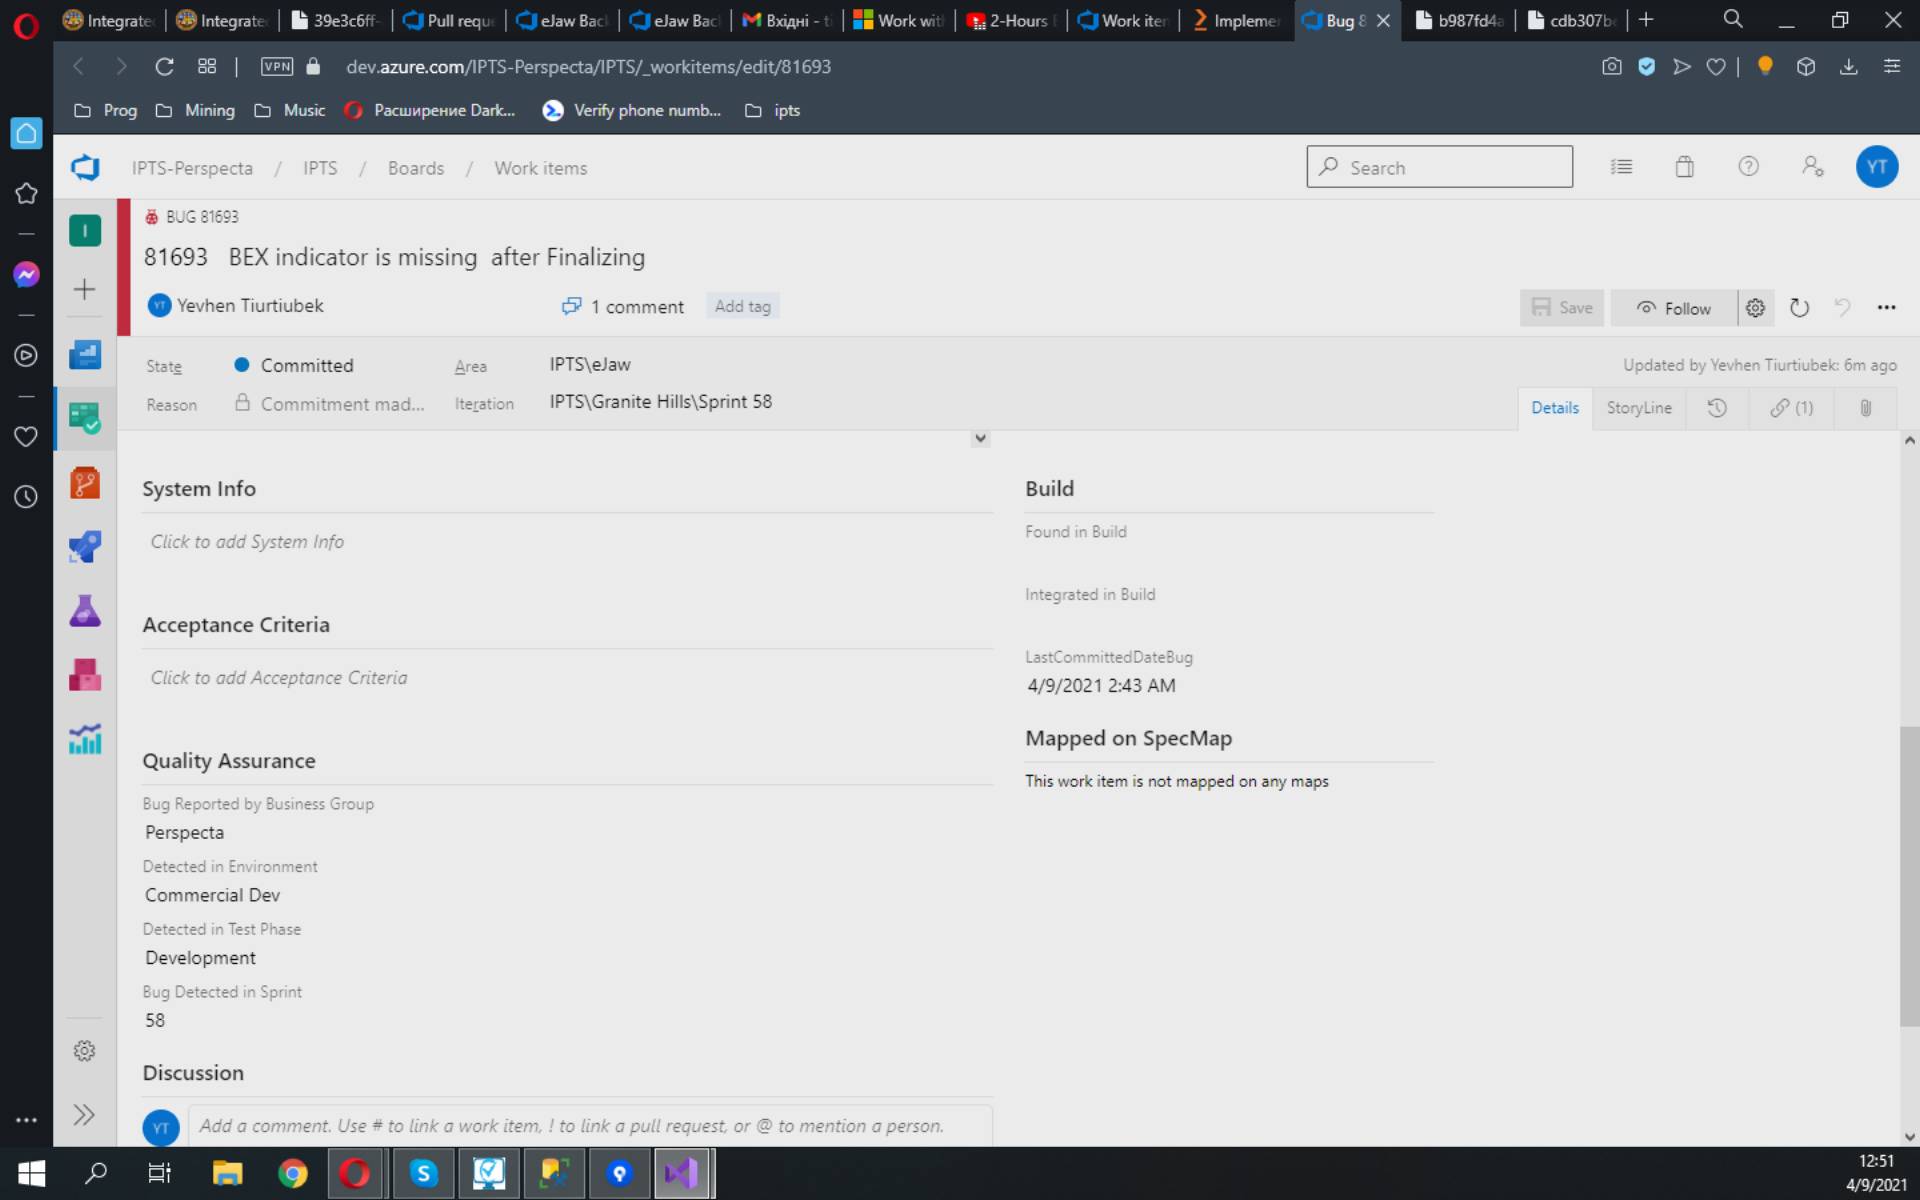 Integrate
Integrate
39e3c6ff-
Pull requ
eJaw Bac
eJaw Bac
Вхідні - t
Work wit
2-Hours
Work iten
Implemen
Bug 8
b987fd4a
cdb307be
VPN
dev.azure.com/IPTS-Perspecta/IPTS/_workitems/edit/81693
Prog
Mining
Music
Расширение Dark...
Verify phone numb...
ipts
IPTS-Perspecta / IPTS / Boards / Work items
Search
YT
I
BUG 81693
81693 BEX indicator is missing after Finalizing
YT Yevhen Tiurtiubek
1 comment
Add tag
Save
Follow
State
Committed
Area
IPTS\eJaw
Updated by Yevhen Tiurtiubek: 6m ago
Reason
Commitment mad...
Iteration
IPTS\Granite Hills\Sprint 58
Details
StoryLine
(1)
System Info
Click to add System Info
Acceptance Criteria
Click to add Acceptance Criteria
Quality Assurance
Bug Reported by Business Group
Perspecta
Detected in Environment
Commercial Dev
Detected in Test Phase
Development
Bug Detected in Sprint
58
Discussion
YT
Add a comment. Use # to link a work item, ! to link a pull request, or @ to mention a person.
Build
Found in Build
Integrated in Build
LastCommittedDateBug
4/9/2021 2:43 AM
Mapped on SpecMap
This work item is not mapped on any maps
12:51
4/9/2021